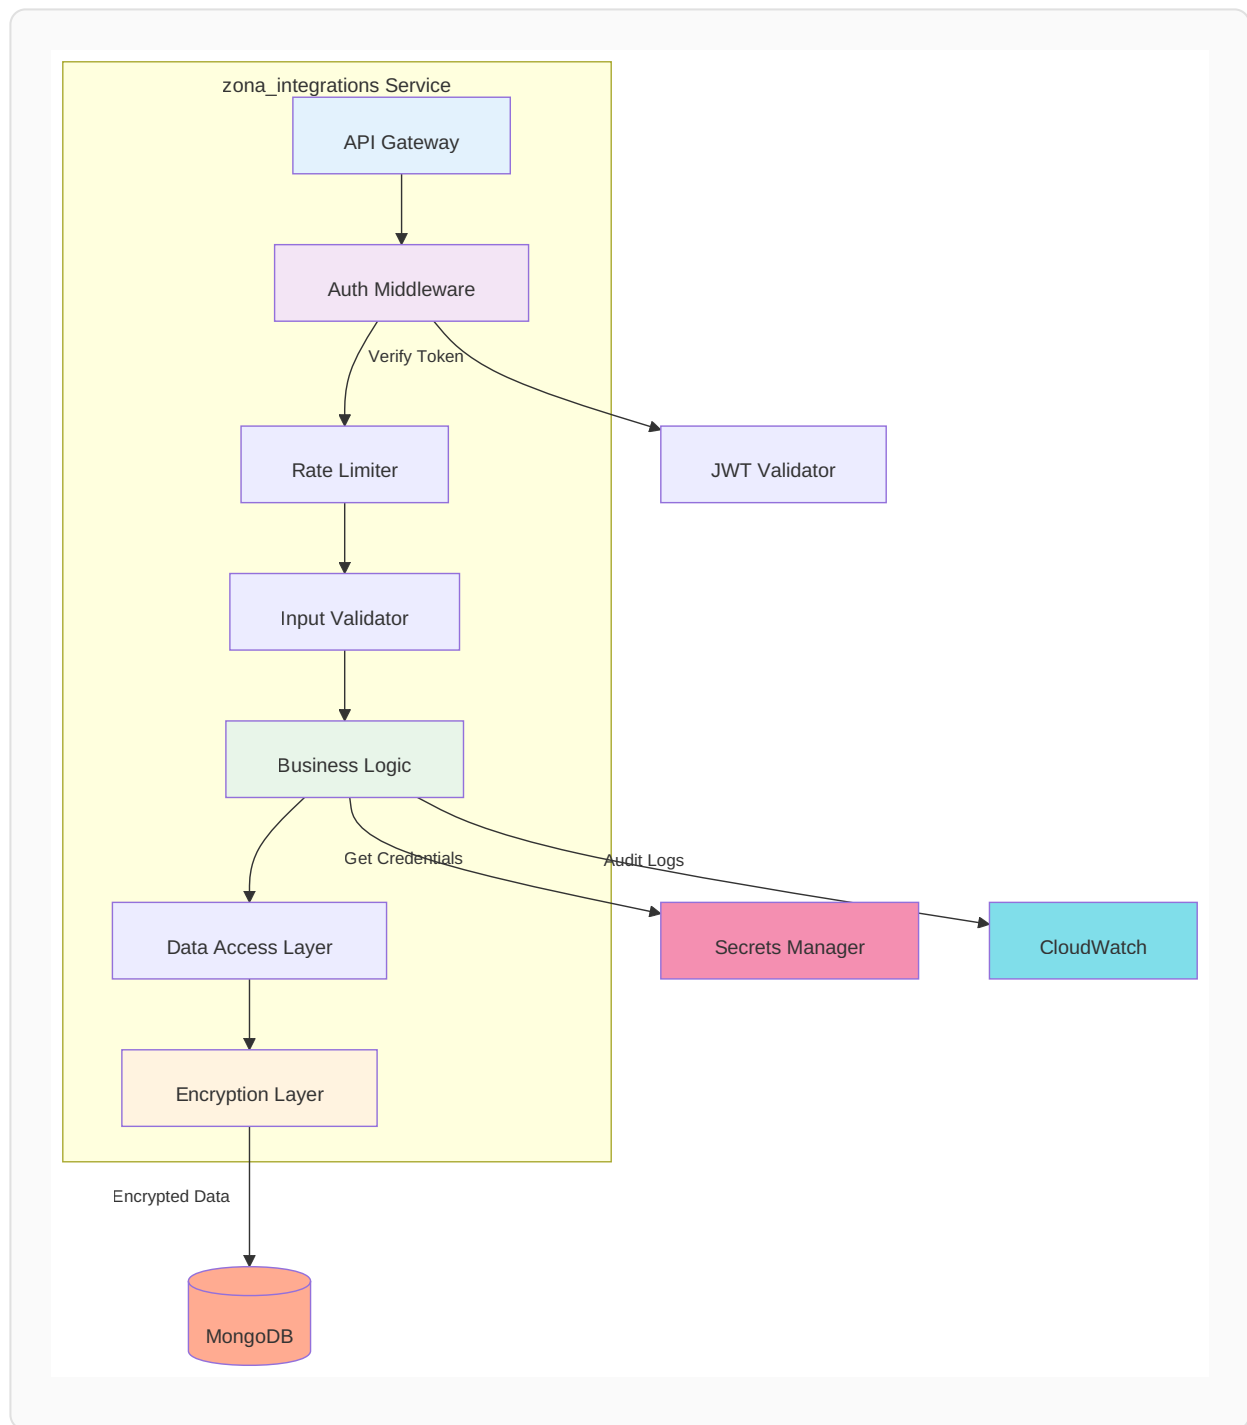 zona_integrations Service
API Gateway
Auth Middleware
Verify Token
Rate Limiter
JWT Validator
Input Validator
Business Logic
Get Credentials
Audit Logs
Data Access Layer
Secrets Manager
CloudWatch
Encryption Layer
Encrypted Data
MongoDB